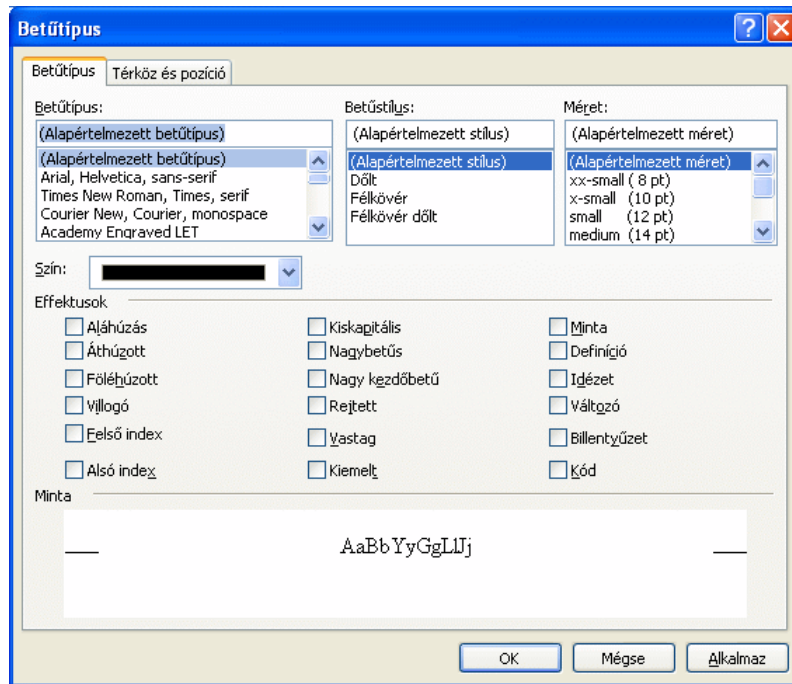 Betűtípus
Betűtípus Térköz és pozíció
Betűtípus: Betűstílus: Méret:
(Alapértelmezett betűtípus) (Alapértelmezett stílus) (Alapértelmezett méret)
(Alapértelmezett betűtípus) (Alapértelmezett stílus) (Alapértelmezett méret)
Arial, Helvetica, sans-serif Dőlt xx-small ( 8 pt)
Times New Roman, Times, serif Félkövér x-small (10 pt)
Courier New, Courier, monospace Félkövér dőlt small (12 pt)
Academy Engraved LET medium (14 pt)
Szín:
Effektusok
Aláhúzás Kiskapitális Minta
Áthúzott Nagybetűs Definíció
Föléhúzott Nagy kezdőbetű Idézet
Villogó Rejtett Változó
Felső index Vastag Billentyűzet
Alsó index Kiemelt Kód
Minta
AaBbYyGgLlJj
OK Mégse Alkalmaz